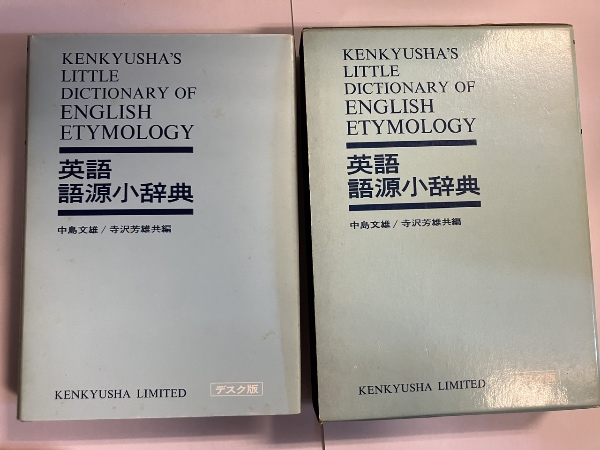 KENKYUSHA'S
LITTLE
DICTIONARY OF
ENGLISH
ETYMOLOGY
英語
語源小辞典
中島文雄/寺沢芳雄共編
KENKYUSHA LIMITED
デスク版
KENKYUSHA'S
LITTLE
DICTIONARY OF
ENGLISH
ETYMOLOGY
英語
語源小辞典
中島文雄/寺沢芳雄共編
KENKYUSHA LIMITED